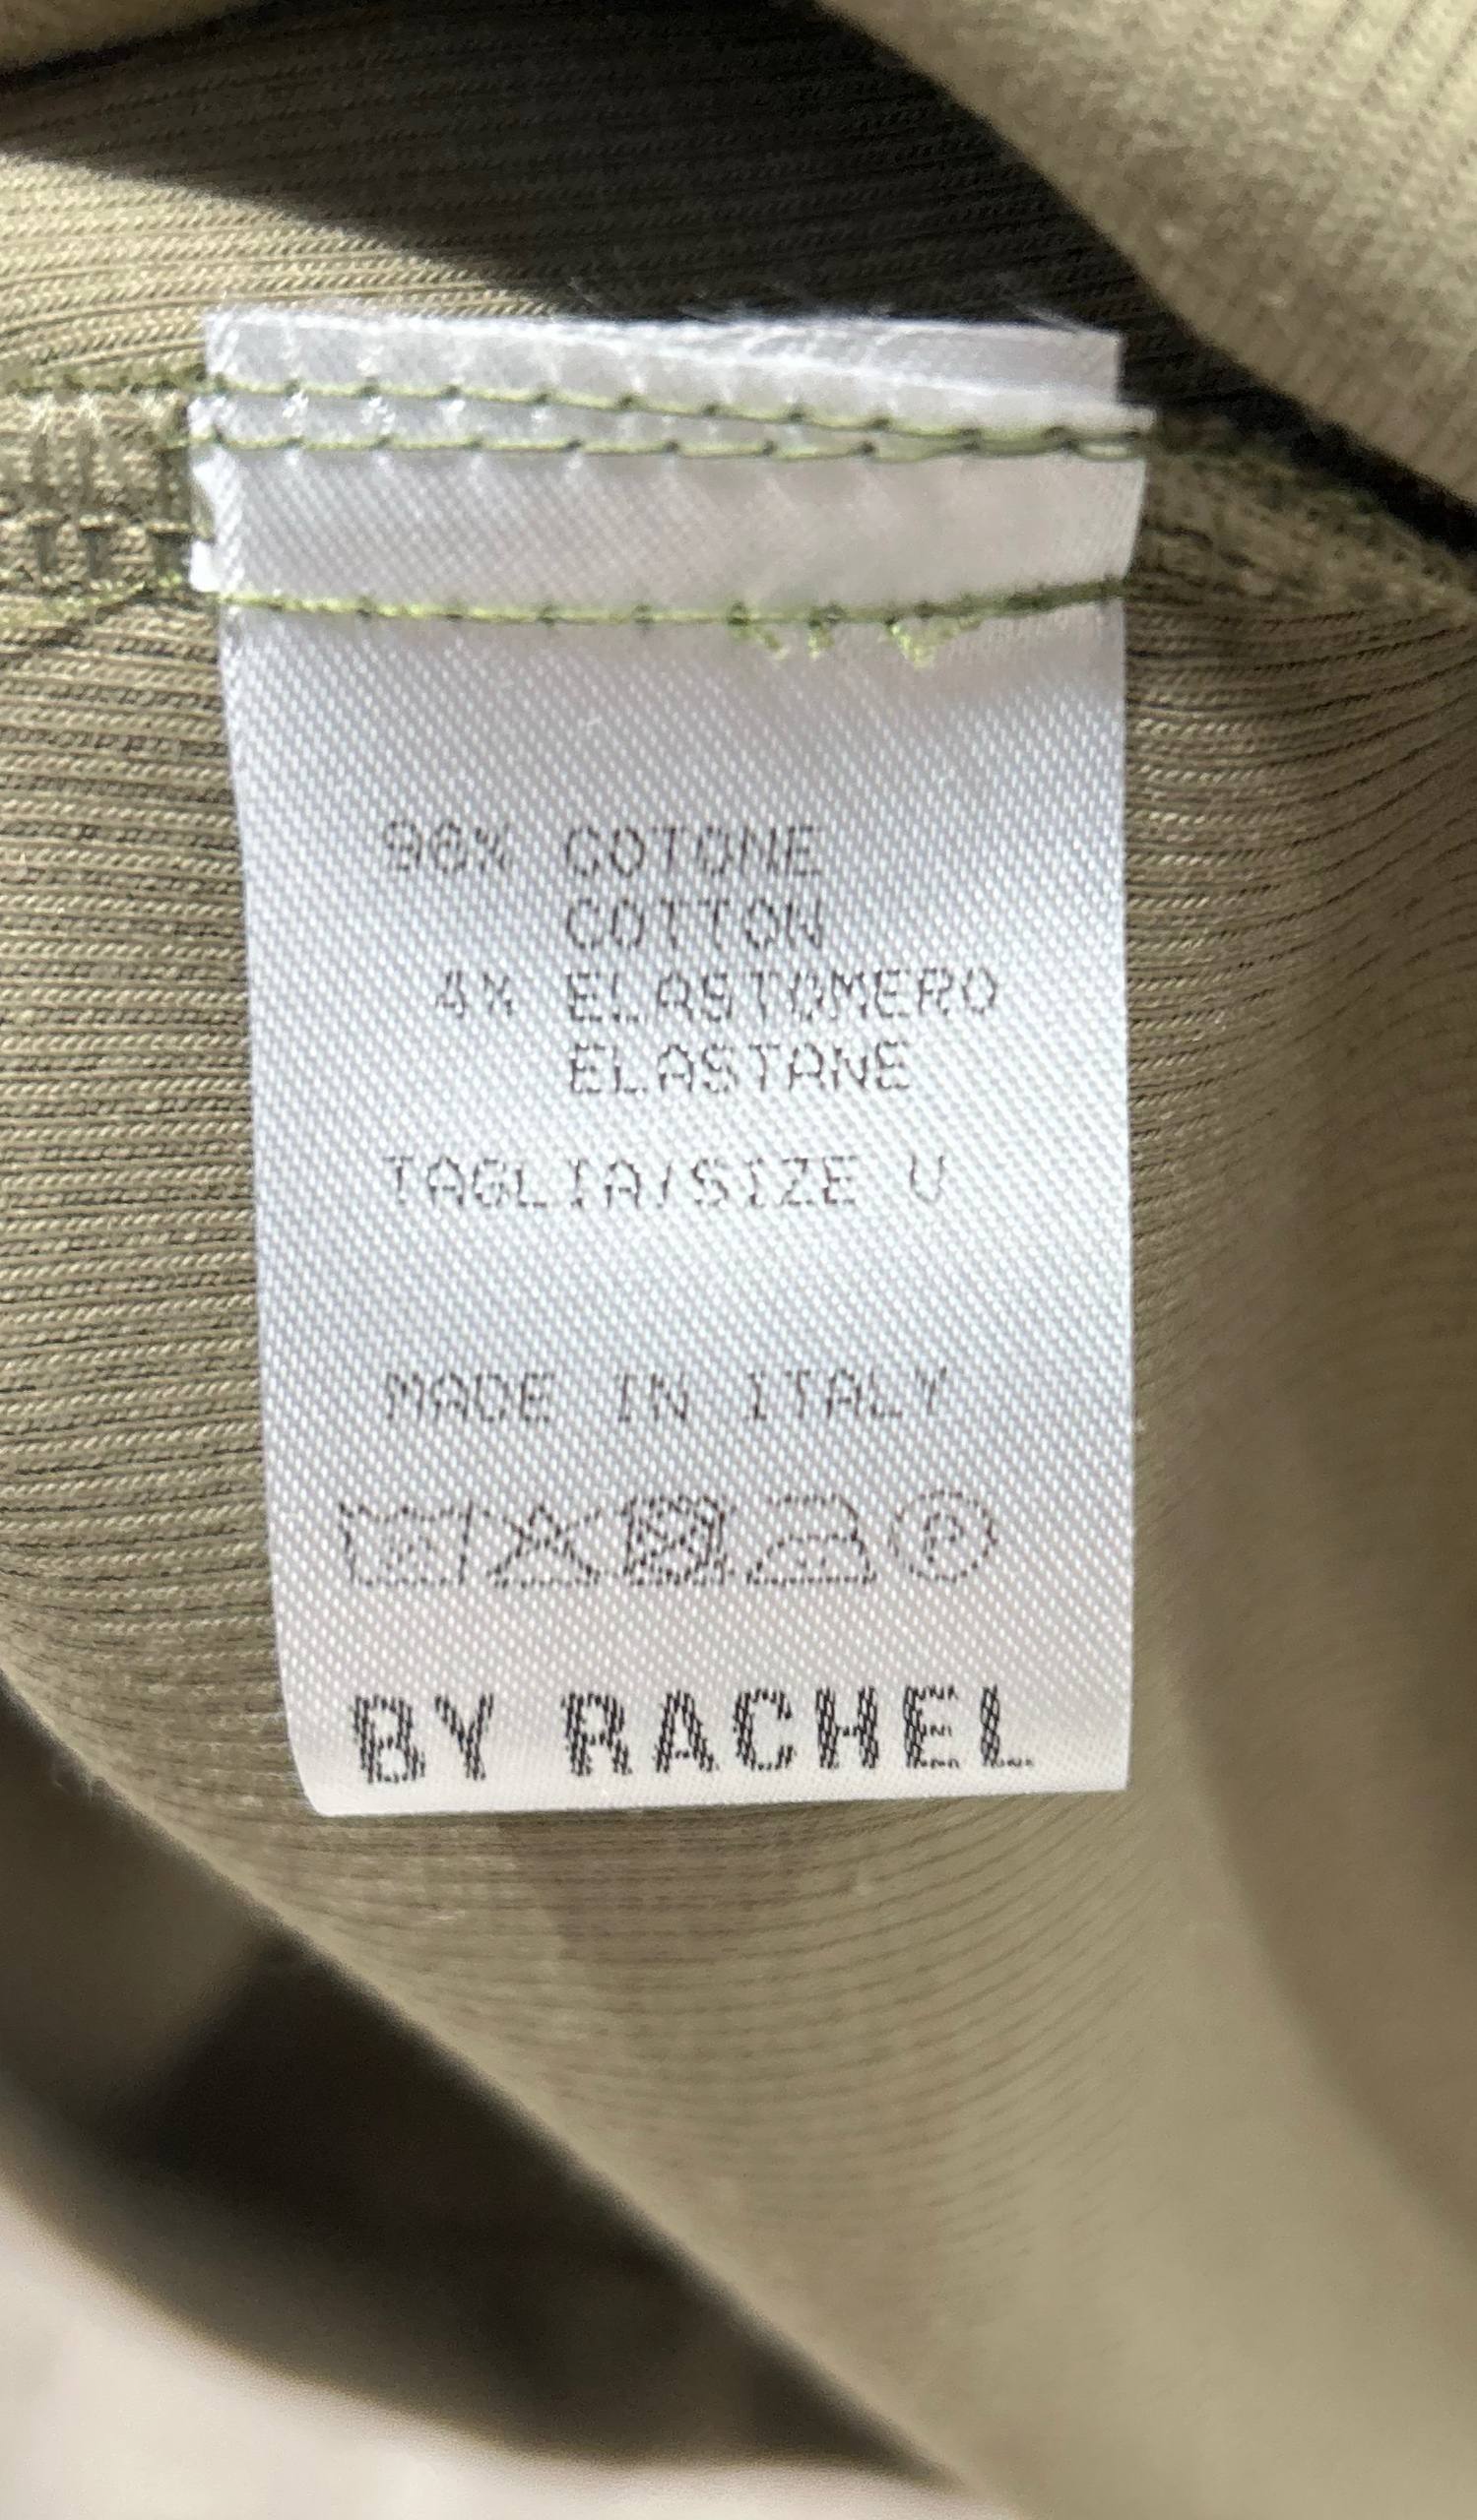 96% COTONE
COTTON
4% ELASTOMERO
ELASTANE
TAGLIA/SIZE U
MADE IN ITALY
P
BY RACHEL